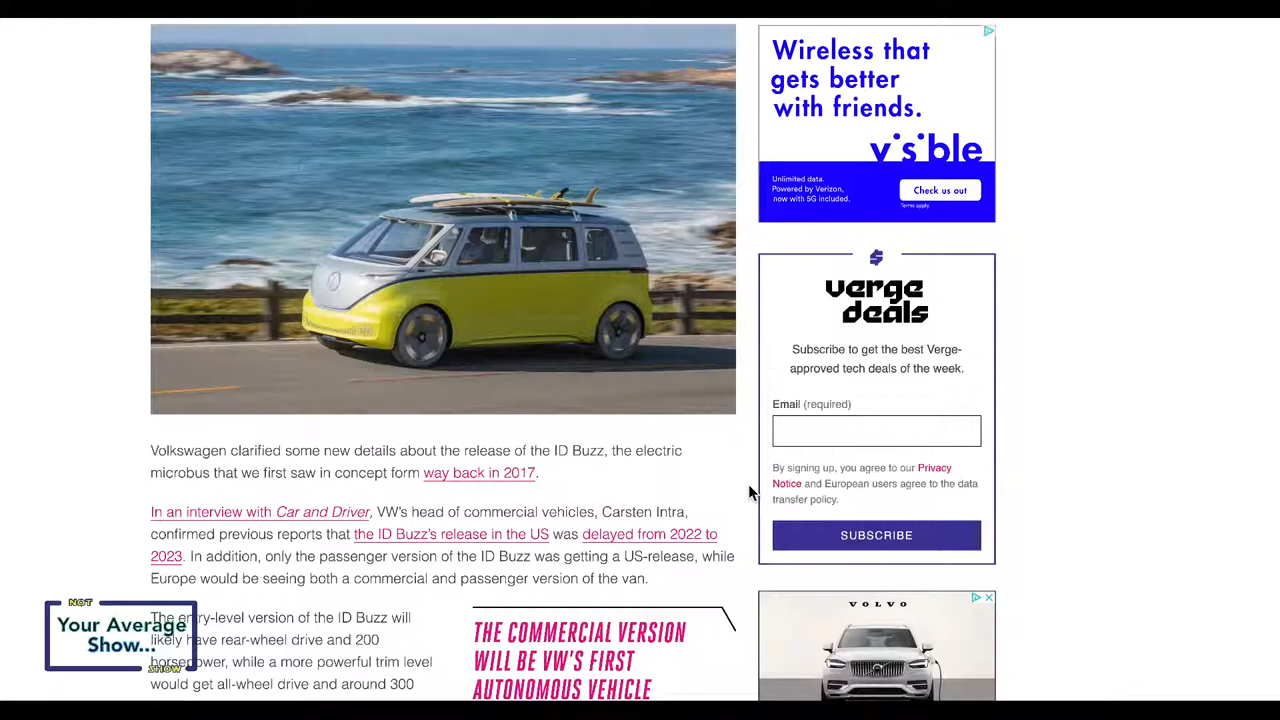 Volkswagen clarified some new details about the release of the ID Buzz, the electric
microbus that we first saw in concept form way back in 2017.
In an interview with Car and Driver, VW's head of commercial vehicles, Carsten Intra,
confirmed previous reports that the ID Buzz's release in the US was delayed from 2022 to
2023. In addition, only the passenger version of the ID Buzz was getting a US-release, while
Europe would be seeing both a commercial and passenger version of the van.
The entry-level version of the ID Buzz will
likely have rear-wheel drive and 200
horsepower, while a more powerful trim level
would get all-wheel drive and around 300
THE COMMERCIAL VERSION
WILL BE VW'S FIRST
AUTONOMOUS VEHICLE
NOT
Your Average
Show...
SHOW
Wireless that
gets better
with friends.
visible
Unlimited data.
Powered by Verizon,
now with 5G included.
Check us out
Terms apply.
verge
deals
Subscribe to get the best Verge-
approved tech deals of the week.
Email (required)
By signing up, you agree to our Privacy
Notice and European users agree to the data
transfer policy.
SUBSCRIBE
VOLVO